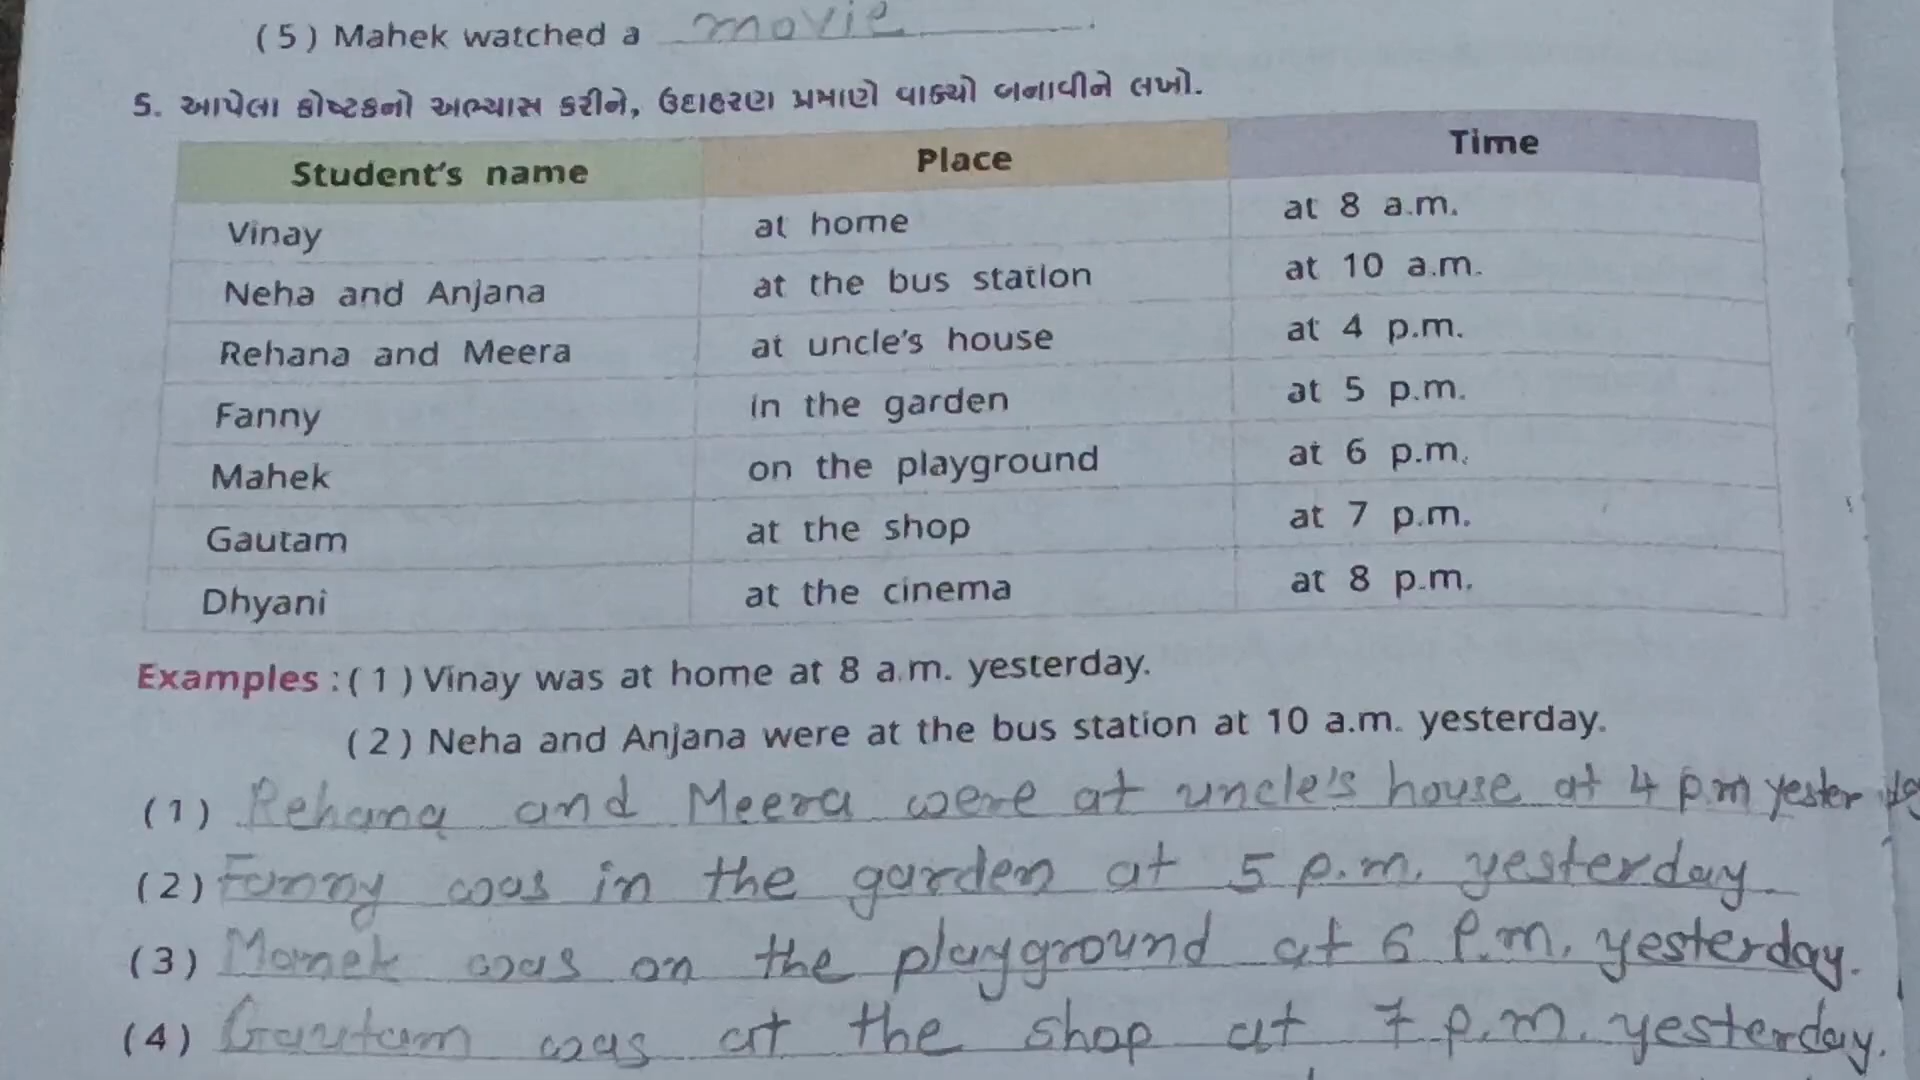 (5) Mahek watched a movie.
5. આપેલા કોષ્ટકનો અભ્યાસ કરીને, ઉદાહરણ પ્રમાણે વાક્યો બનાવીને લખો.
Student's name Place Time
Vinay at home at 8 a.m.
Neha and Anjana at the bus station at 10 a.m.
Rehana and Meera at uncle's house at 4 p.m.
Fanny in the garden at 5 p.m.
Mahek on the playground at 6 p.m.
Gautam at the shop at 7 p.m.
Dhyani at the cinema at 8 p.m.
Examples : (1) Vinay was at home at 8 a.m. yesterday.
(2) Neha and Anjana were at the bus station at 10 a.m. yesterday.
(1) Rehana and Meera were at uncle's house at 4 p.m yesterday
(2) Fanny was in the garden at 5 p.m. yesterday
(3) Mahek was on the playground at 6 P.m. yesterday.
(4) Gautam was at the shop at 7 p.m. yesterday.